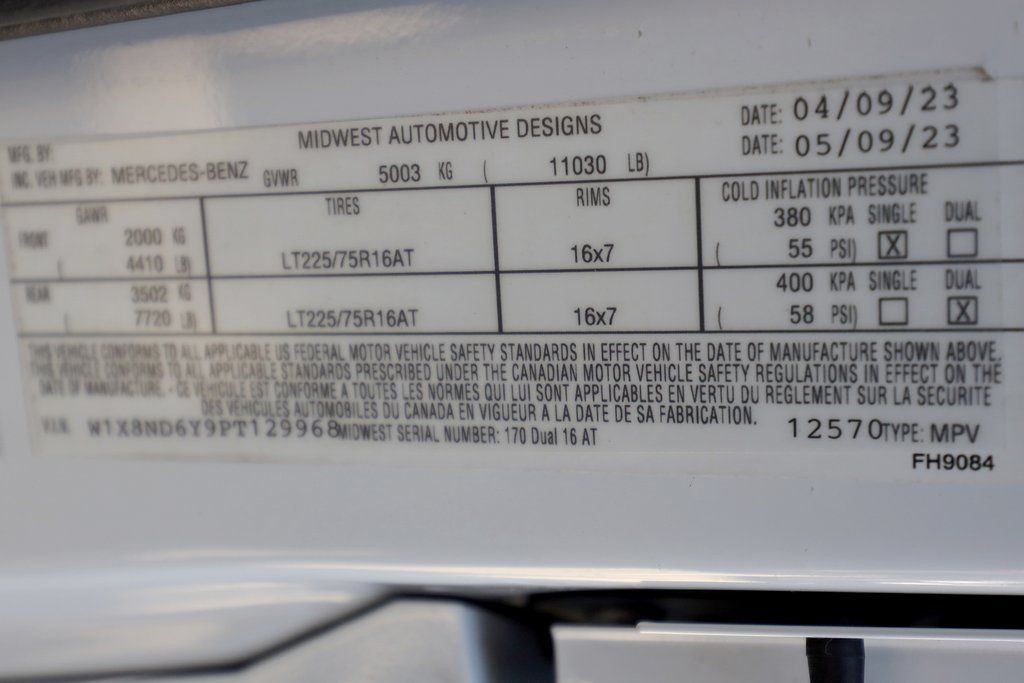 MFG. BY: MIDWEST AUTOMOTIVE DESIGNS DATE: 04/09/23
INC. VEH MFG BY: MERCEDES-BENZ DATE: 05/09/23
GVWR 5003 KG ( 11030 LB)
GAWR TIRES RIMS COLD INFLATION PRESSURE
FRONT 2000 KG 380 KPA SINGLE DUAL
( 4410 LB) LT225/75R16AT 16x7 ( 55 PSI) X
REAR 3502 KG 400 KPA SINGLE DUAL
( 7720 LB) LT225/75R16AT 16x7 ( 58 PSI) X
THIS VEHICLE CONFORMS TO ALL APPLICABLE US FEDERAL MOTOR VEHICLE SAFETY STANDARDS IN EFFECT ON THE DATE OF MANUFACTURE SHOWN ABOVE.
THIS VEHICLE CONFORMS TO ALL APPLICABLE STANDARDS PRESCRIBED UNDER THE CANADIAN MOTOR VEHICLE SAFETY REGULATIONS IN EFFECT ON THE
DATE OF MANUFACTURE. - CE VEHICULE EST CONFORME A TOUTES LES NORMES QUI LUI SONT APPLICABLES EN VERTU DU REGLEMENT SUR LA SECURITE
DES VEHICULES AUTOMOBILES DU CANADA EN VIGUEUR A LA DATE DE SA FABRICATION.
V.I.N. W1X8ND6Y9PT129968 MIDWEST SERIAL NUMBER: 170 Dual 16 AT 12570 TYPE: MPV
FH9084